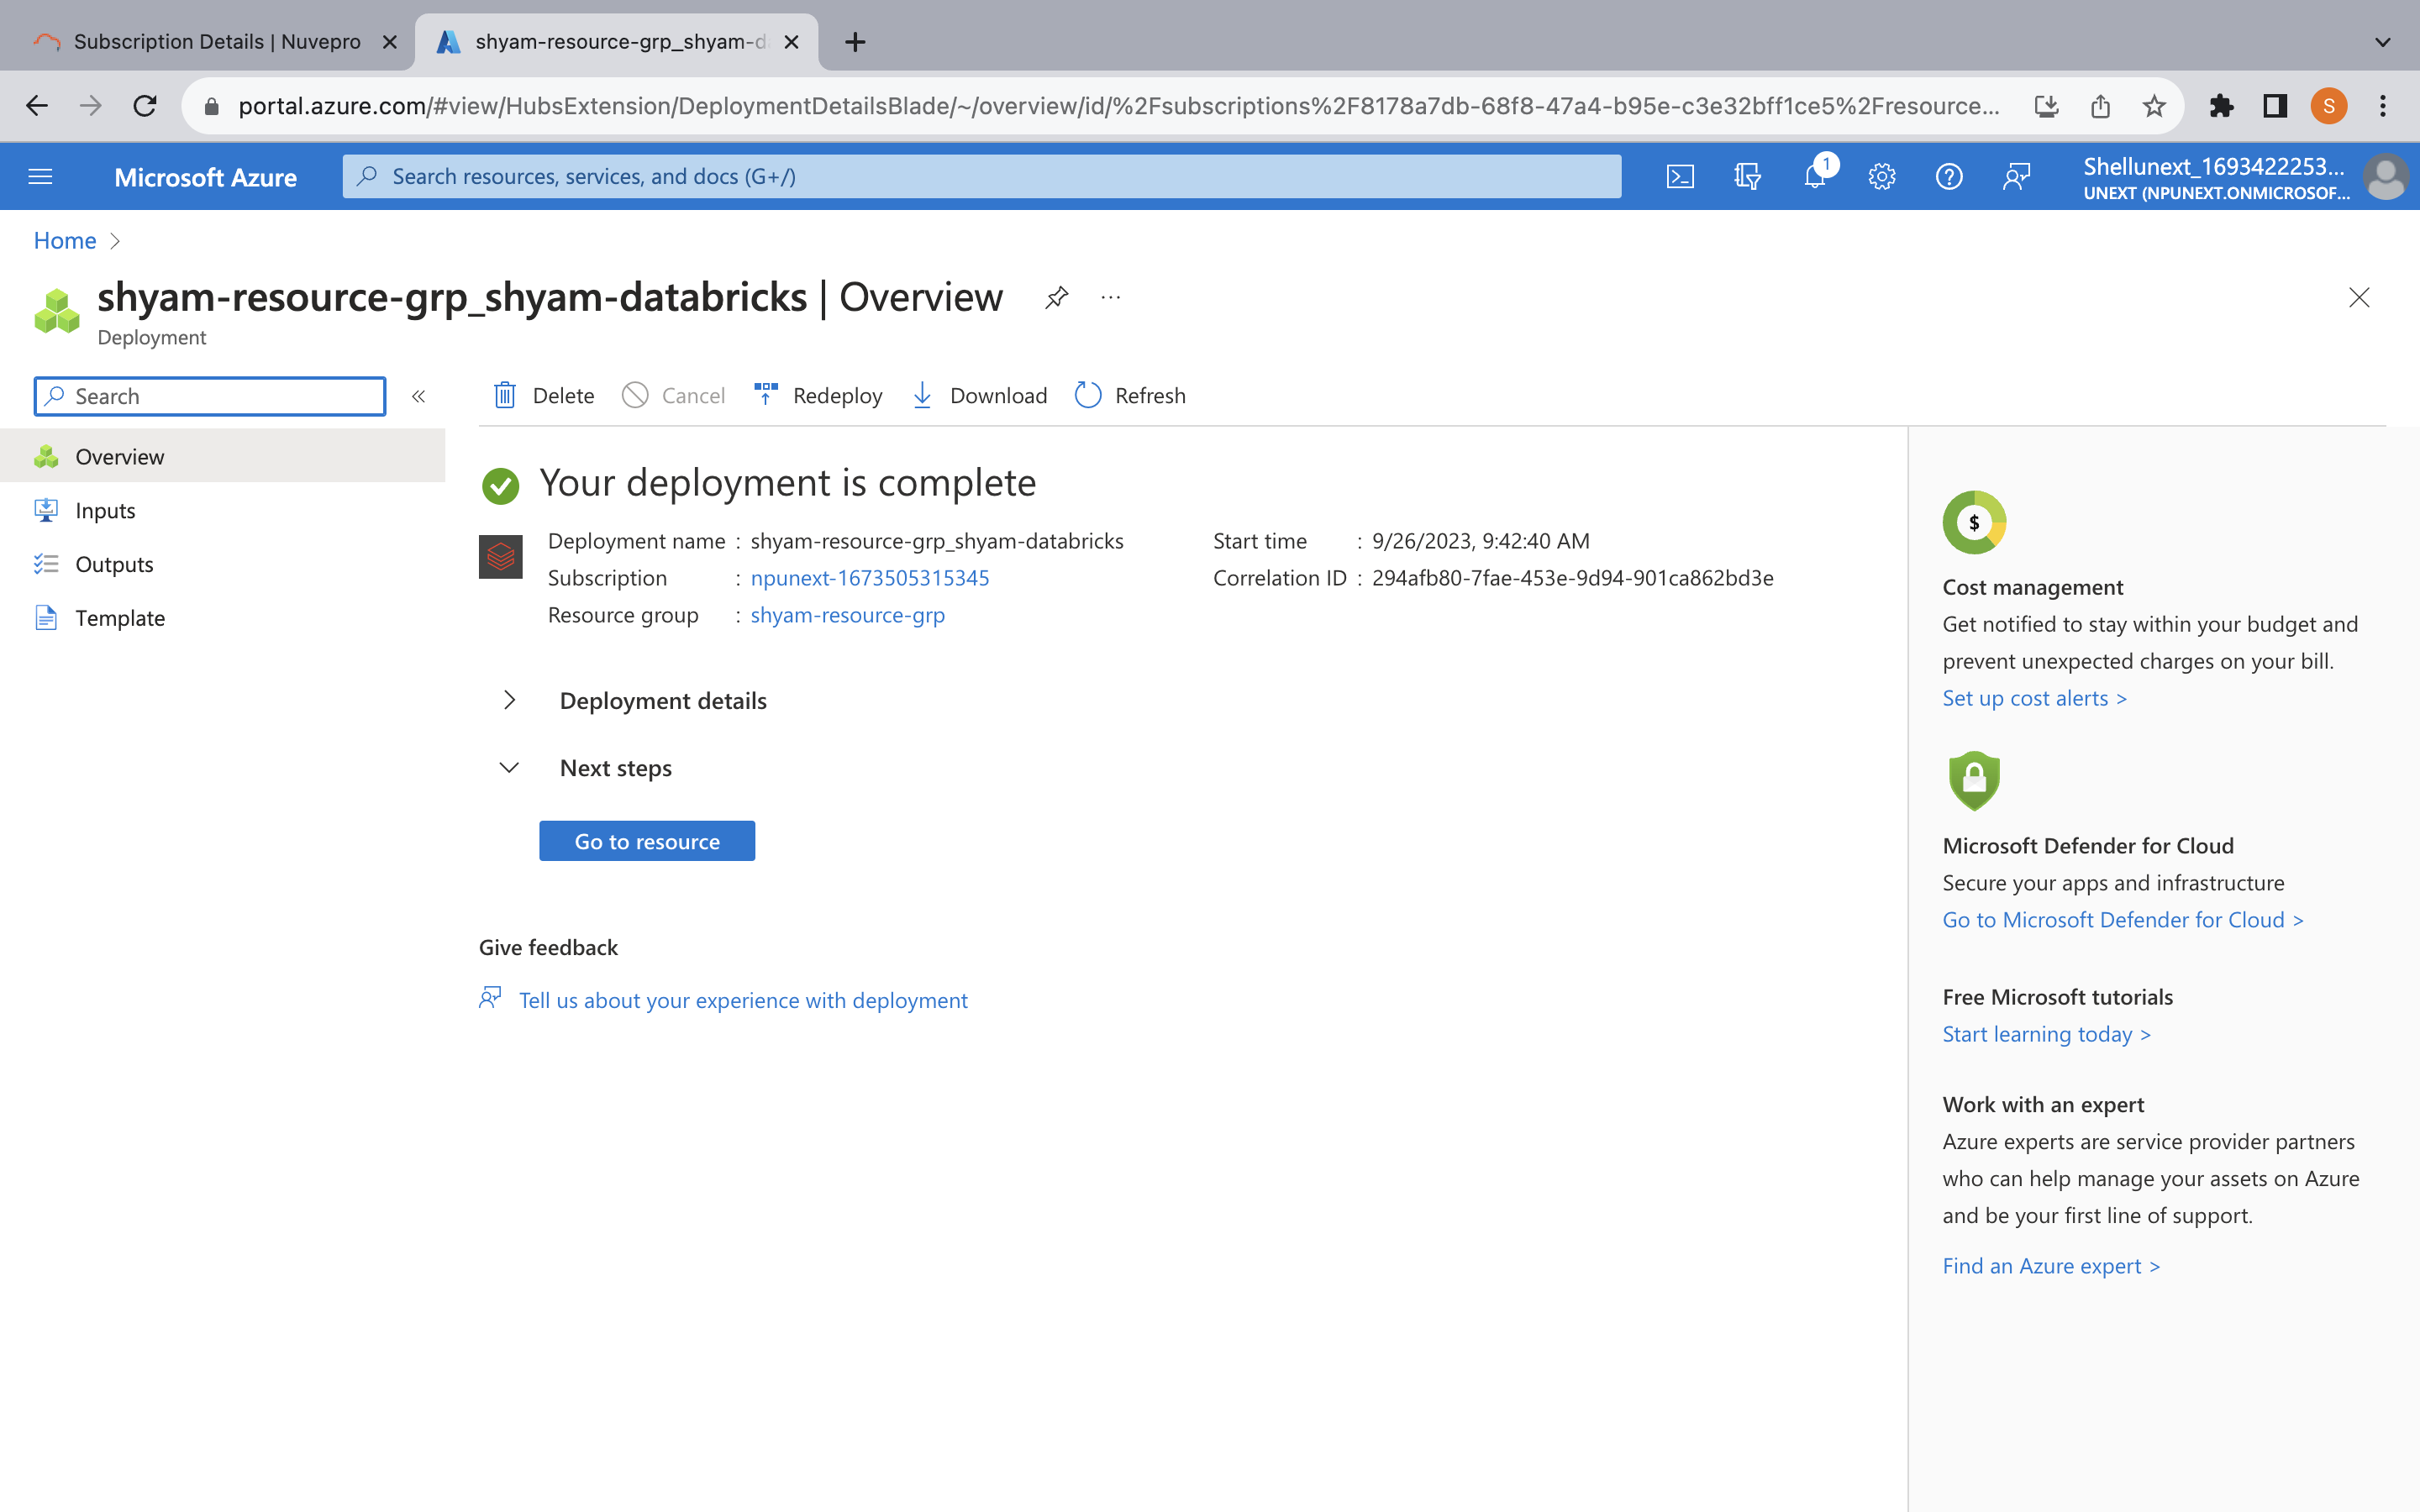 Subscription Details | Nuvepro
shyam-resource-grp_shyam-d
portal.azure.com/#view/HubsExtension/DeploymentDetailsBlade/~/overview/id/%2Fsubscriptions%2F8178a7db-68f8-47a4-b95e-c3e32bff1ce5%2Fresource...
S
Microsoft Azure
Search resources, services, and docs (G+/)
1
Shellunext_1693422253...
UNEXT (NPUNEXT.ONMICROSOF...
Home
shyam-resource-grp_shyam-databricks | Overview
Deployment
Search
Delete
Cancel
Redeploy
Download
Refresh
Overview
Inputs
Outputs
Template
Your deployment is complete
Deployment name : shyam-resource-grp_shyam-databricks
Subscription : npunext-1673505315345
Resource group : shyam-resource-grp
Start time : 9/26/2023, 9:42:40 AM
Correlation ID : 294afb80-7fae-453e-9d94-901ca862bd3e
Deployment details
Next steps
Go to resource
Give feedback
Tell us about your experience with deployment
$
Cost management
Get notified to stay within your budget and
prevent unexpected charges on your bill.
Set up cost alerts >
Microsoft Defender for Cloud
Secure your apps and infrastructure
Go to Microsoft Defender for Cloud >
Free Microsoft tutorials
Start learning today >
Work with an expert
Azure experts are service provider partners
who can help manage your assets on Azure
and be your first line of support.
Find an Azure expert >